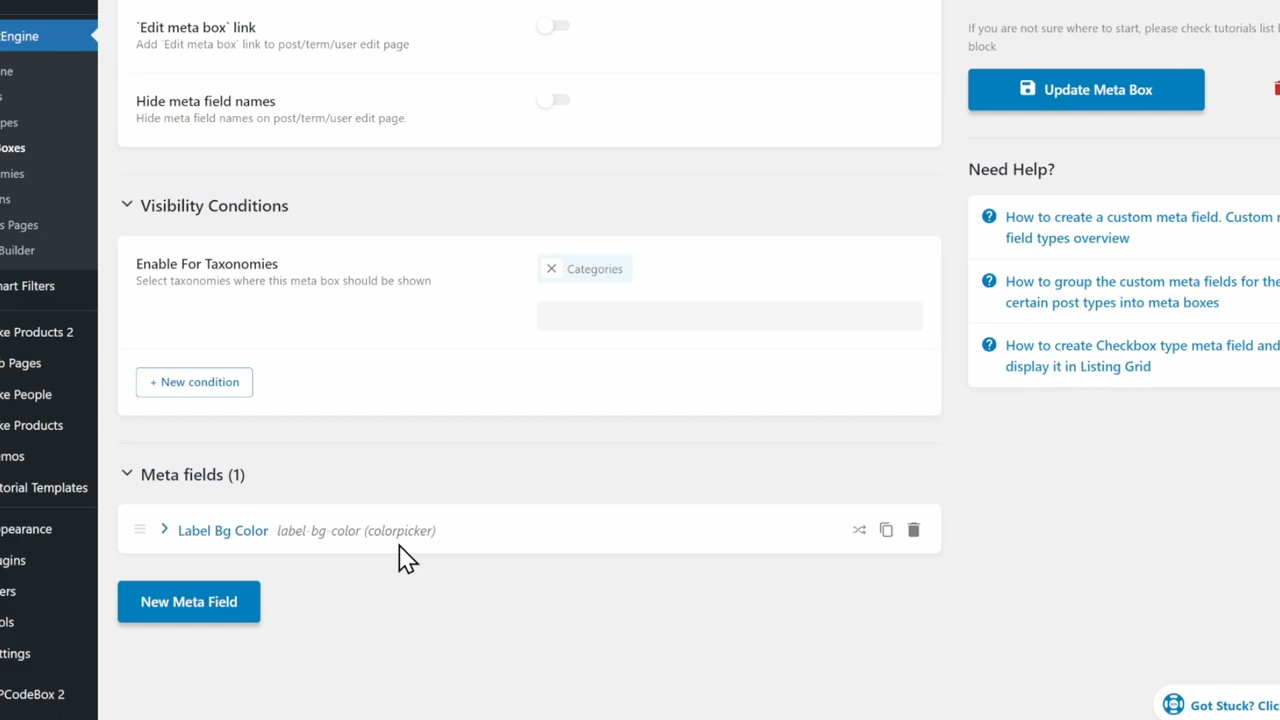 Engine
ne
s
pes
Boxes
mies
ns
s Pages
Builder
nart Filters
ke Products 2
b Pages
ke People
ke Products
emos
torial Templates
ppearance
ugins
ers
ols
ttings
PCodeBox 2
`Edit meta box` link
Add `Edit meta box` link to post/term/user edit page
Hide meta field names
Hide meta field names on post/term/user edit page.
Visibility Conditions
Enable For Taxonomies
Select taxonomies where this meta box should be shown
Categories
+ New condition
Meta fields (1)
Label Bg Color label-bg-color (colorpicker)
New Meta Field
If you are not sure where to start, please check tutorials list b
block
Update Meta Box
Need Help?
How to create a custom meta field. Custom m
field types overview
How to group the custom meta fields for the
certain post types into meta boxes
How to create Checkbox type meta field and
display it in Listing Grid
Got Stuck? Clic